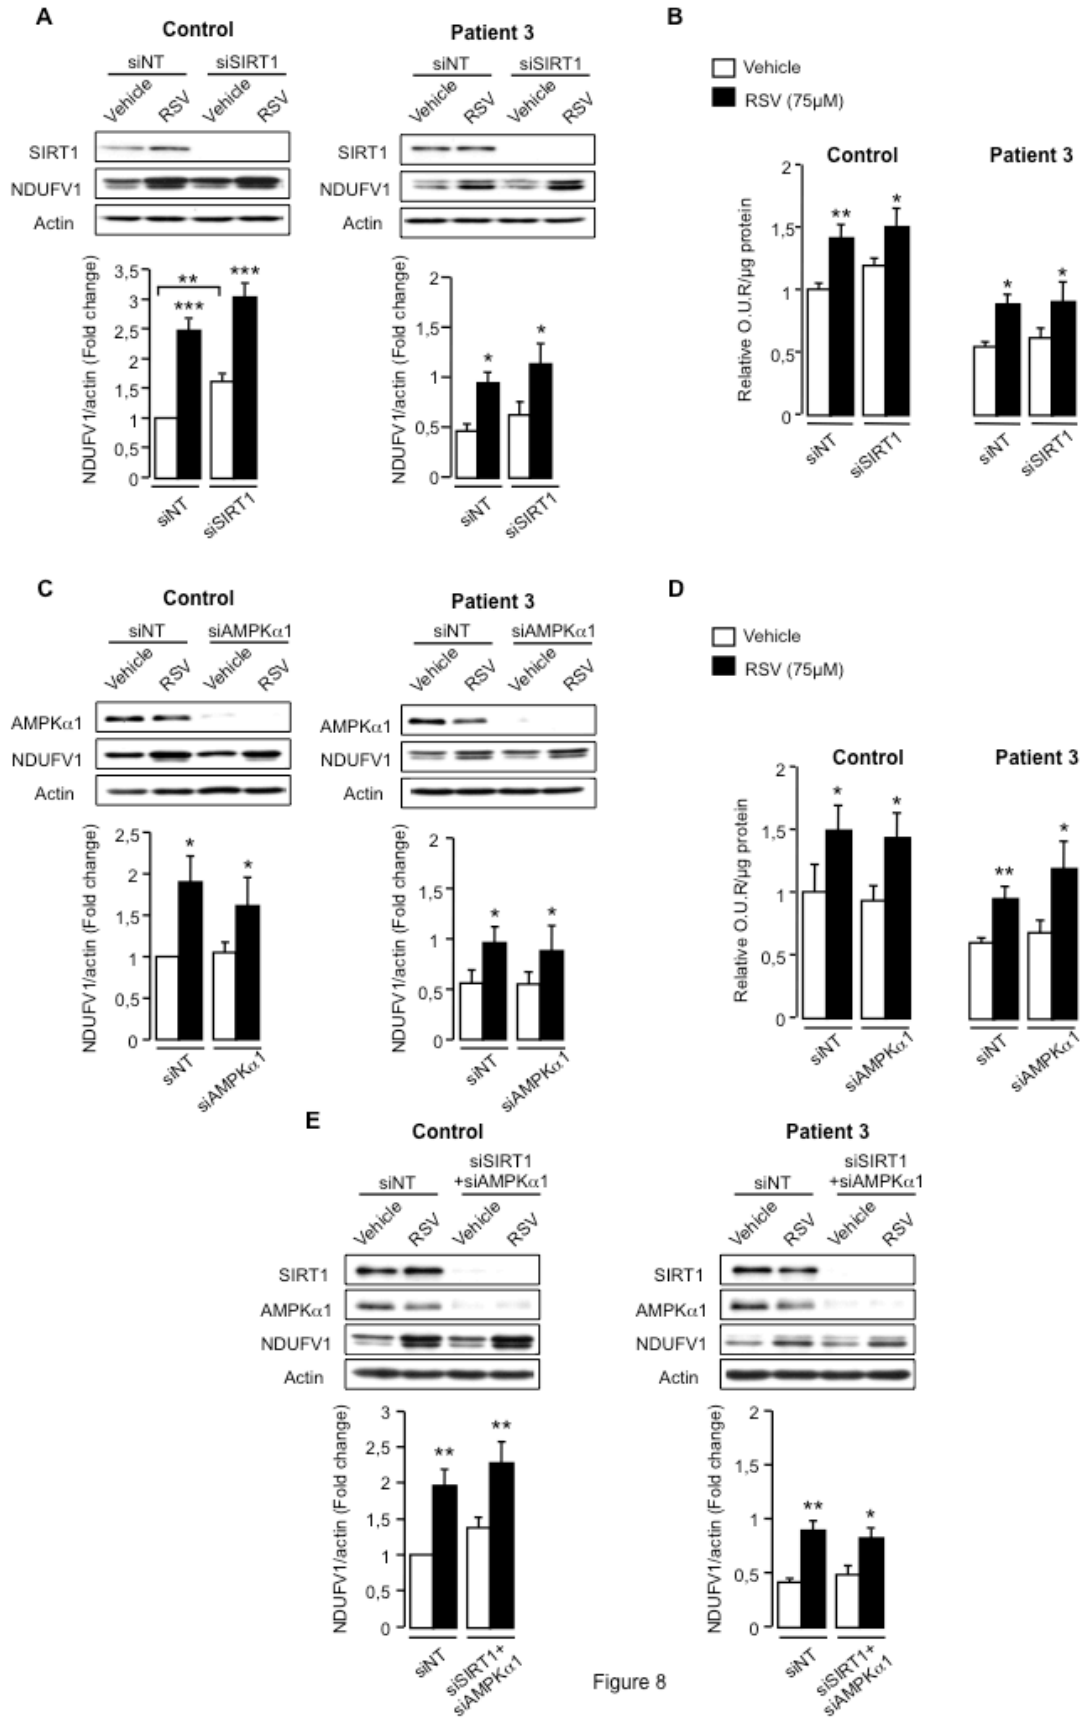 A
Control
siNT siSIRT1
Vehicle RSV Vehicle RSV
SIRT1
NDUFV1
Actin
NDUFV1/actin (Fold change)
3,5
3
2,5
2
1,5
1
0,5
0
**
***
***
siNT siSIRT1
Patient 3
siNT siSIRT1
Vehicle RSV Vehicle RSV
SIRT1
NDUFV1
Actin
NDUFV1/actin (Fold change)
2
1,5
1
0,5
0
*
*
siNT siSIRT1
B
Vehicle
RSV (75µM)
Control Patient 3
Relative O.U.R/µg protein
2
1,5
1
0,5
0
** *
* *
siNT siSIRT1 siNT siSIRT1
C
Control
siNT siAMPKα1
Vehicle RSV Vehicle RSV
AMPKα1
NDUFV1
Actin
NDUFV1/actin (Fold change)
2,5
2
1,5
1
0,5
0
*
*
siNT siAMPKα1
Patient 3
siNT siAMPKα1
Vehicle RSV Vehicle RSV
AMPKα1
NDUFV1
Actin
NDUFV1/actin (Fold change)
2
1,5
1
0,5
0
* *
siNT siAMPKα1
D
Vehicle
RSV (75µM)
Control Patient 3
Relative O.U.R/µg protein
2
1,5
1
0,5
0
* *
** *
siNT siAMPKα1 siNT siAMPKα1
E
Control
siNT siSIRT1
+siAMPKα1
Vehicle RSV Vehicle RSV
SIRT1
AMPKα1
NDUFV1
Actin
NDUFV1/actin (Fold change)
3
2,5
2
1,5
1
0,5
0
**
**
siNT siSIRT1+
siAMPKα1
Patient 3
siNT siSIRT1
+siAMPKα1
Vehicle RSV Vehicle RSV
SIRT1
AMPKα1
NDUFV1
Actin
NDUFV1/actin (Fold change)
2
1,5
1
0,5
0
** *
siNT siSIRT1+
siAMPKα1
Figure 8